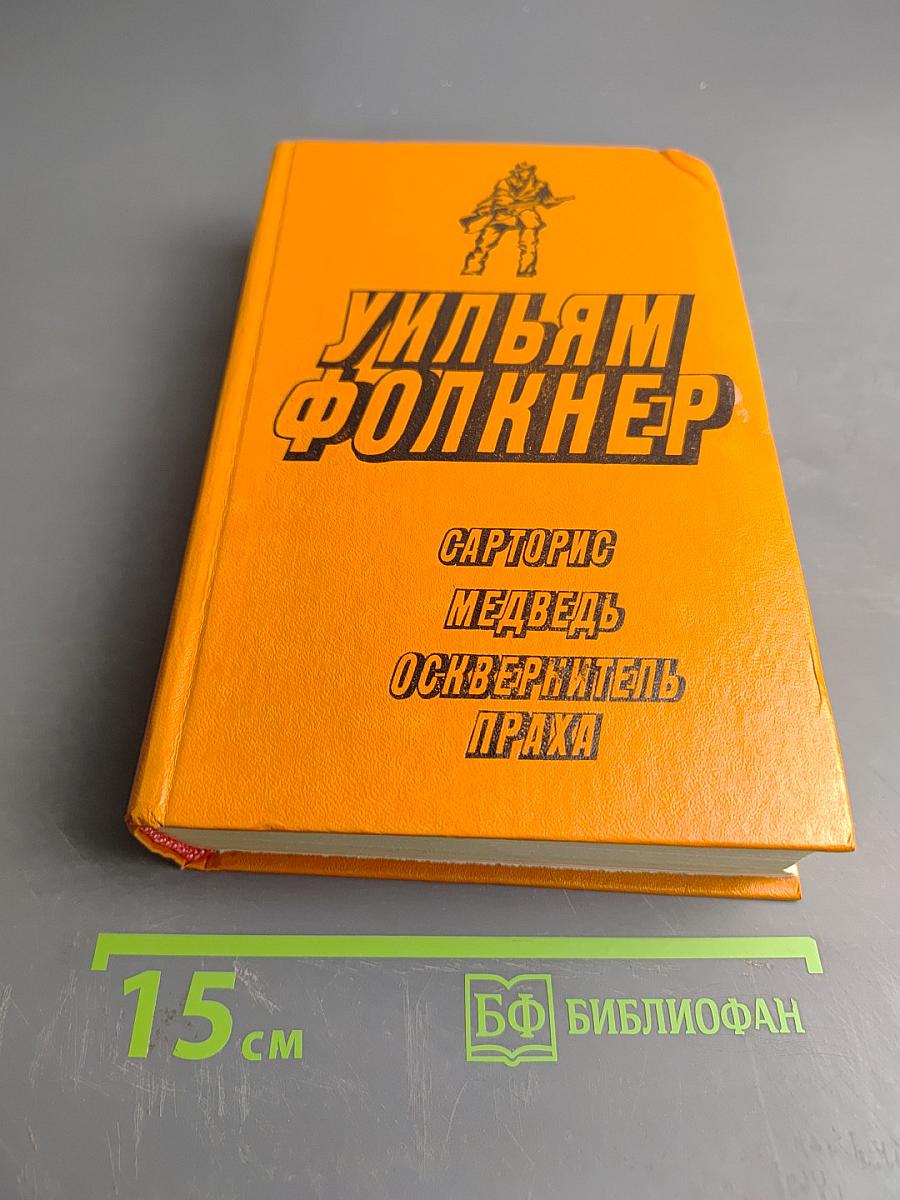 УИЛЬЯМ
ФОЛКНЕР
САРТОРИС
МЕДВЕДЬ
ОСКВЕРНИТЕЛЬ
ПРАХА
15 см
БФ БИБЛИОФАН